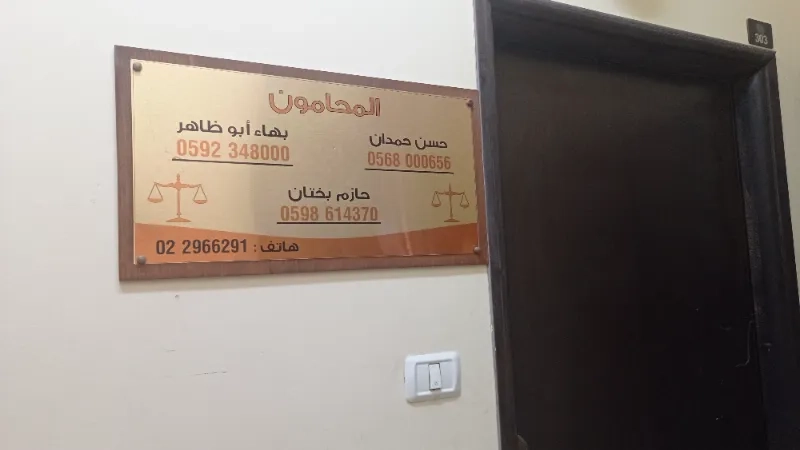 المحامون
حسن حمدان
0568 000656
بهاء أبو ظاهر
0592 348000
حازم بختان
0598 614370
هاتف : 02 2966291
303